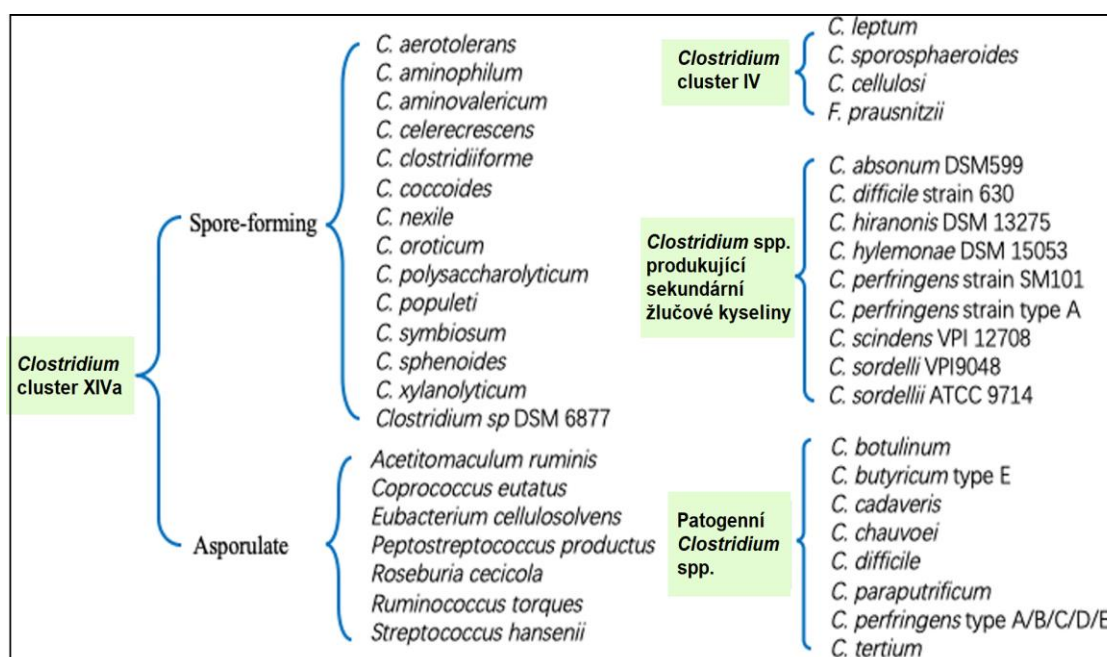 Clostridium
cluster XIVa
Spore-forming
C. aerotolerans
C. aminophilum
C. aminovalericum
C. celerecrescens
C. clostridiiforme
C. coccoides
C. nexile
C. oroticum
C. polysaccharolyticum
C. populeti
C. symbiosum
C. sphenoides
C. xylanolyticum
Clostridium sp DSM 6877
Asporulate
Acetitomaculum ruminis
Coprococcus eutatus
Eubacterium cellulosolvens
Peptostreptococcus productus
Roseburia cecicola
Ruminococcus torques
Streptococcus hansenii
Clostridium
cluster IV
C. leptum
C. sporosphaeroides
C. cellulosi
F. prausnitzii
Clostridium spp.
produkující
sekundární
žlučové kyseliny
C. absonum DSM599
C. difficile strain 630
C. hiranonis DSM 13275
C. hylemonae DSM 15053
C. perfringens strain SM101
C. perfringens strain type A
C. scindens VPI 12708
C. sordelli VPI9048
C. sordellii ATCC 9714
Patogenní
Clostridium
spp.
C. botulinum
C. butyricum type E
C. cadaveris
C. chauvoei
C. difficile
C. paraputrificum
C. perfringens type A/B/C/D/E
C. tertium